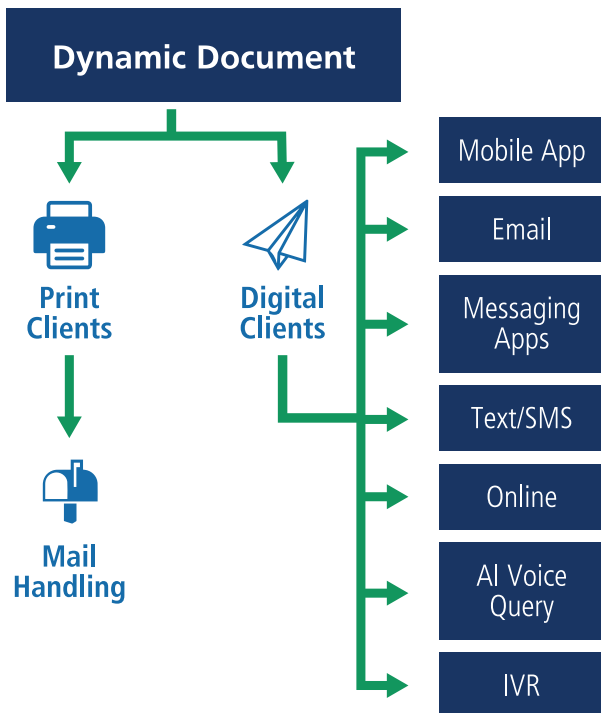 Dynamic Document
Print
Clients
Digital
Clients
Mail
Handling
Mobile App
Email
Messaging
Apps
Text/SMS
Online
AI Voice
Query
IVR